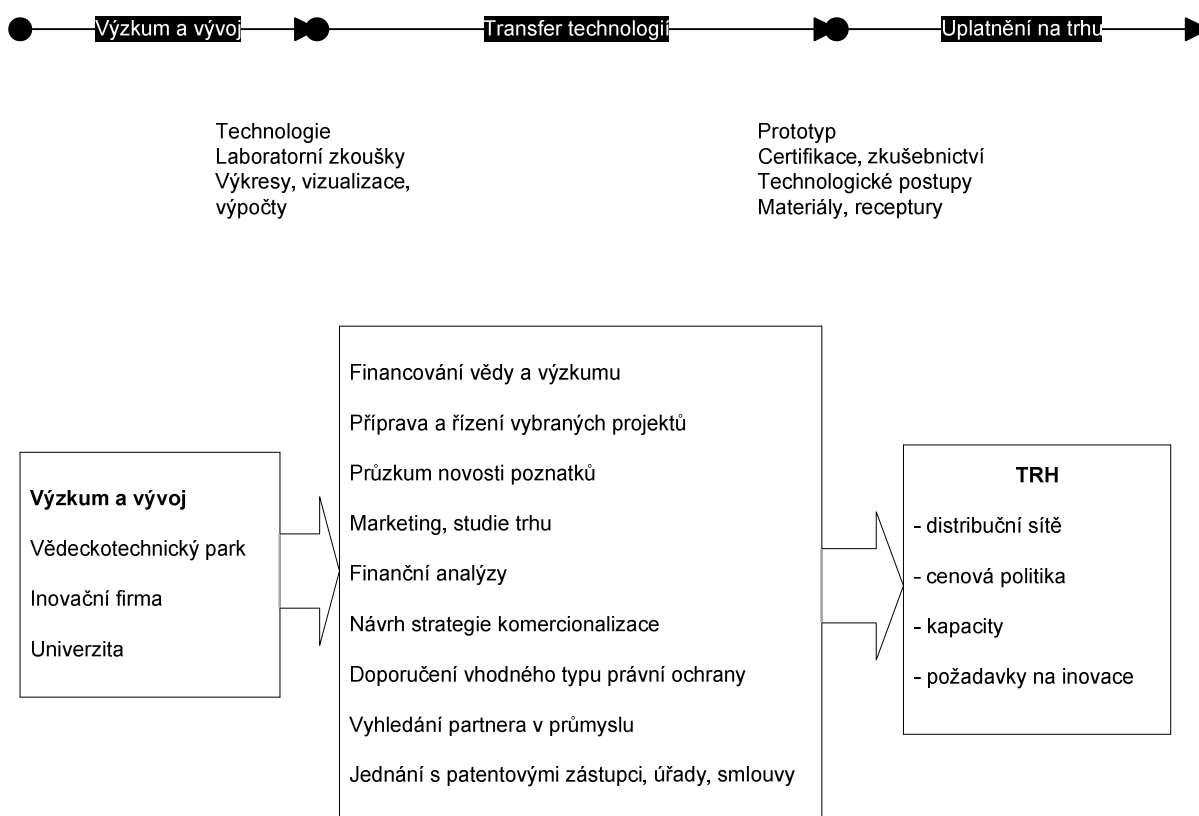 Výzkum a vývoj
Transfer technologií
Uplatnění na trhu
Technologie
Laboratorní zkoušky
Výkresy, vizualizace,
výpočty
Prototyp
Certifikace, zkušebnictví
Technologické postupy
Materiály, receptury
Výzkum a vývoj
Vědeckotechnický park
Inovační firma
Univerzita
Financování vědy a výzkumu
Příprava a řízení vybraných projektů
Průzkum novosti poznatků
Marketing, studie trhu
Finanční analýzy
Návrh strategie komercionalizace
Doporučení vhodného typu právní ochrany
Vyhledání partnera v průmyslu
Jednání s patentovými zástupci, úřady, smlouvy
TRH
- distribuční sítě
- cenová politika
- kapacity
- požadavky na inovace